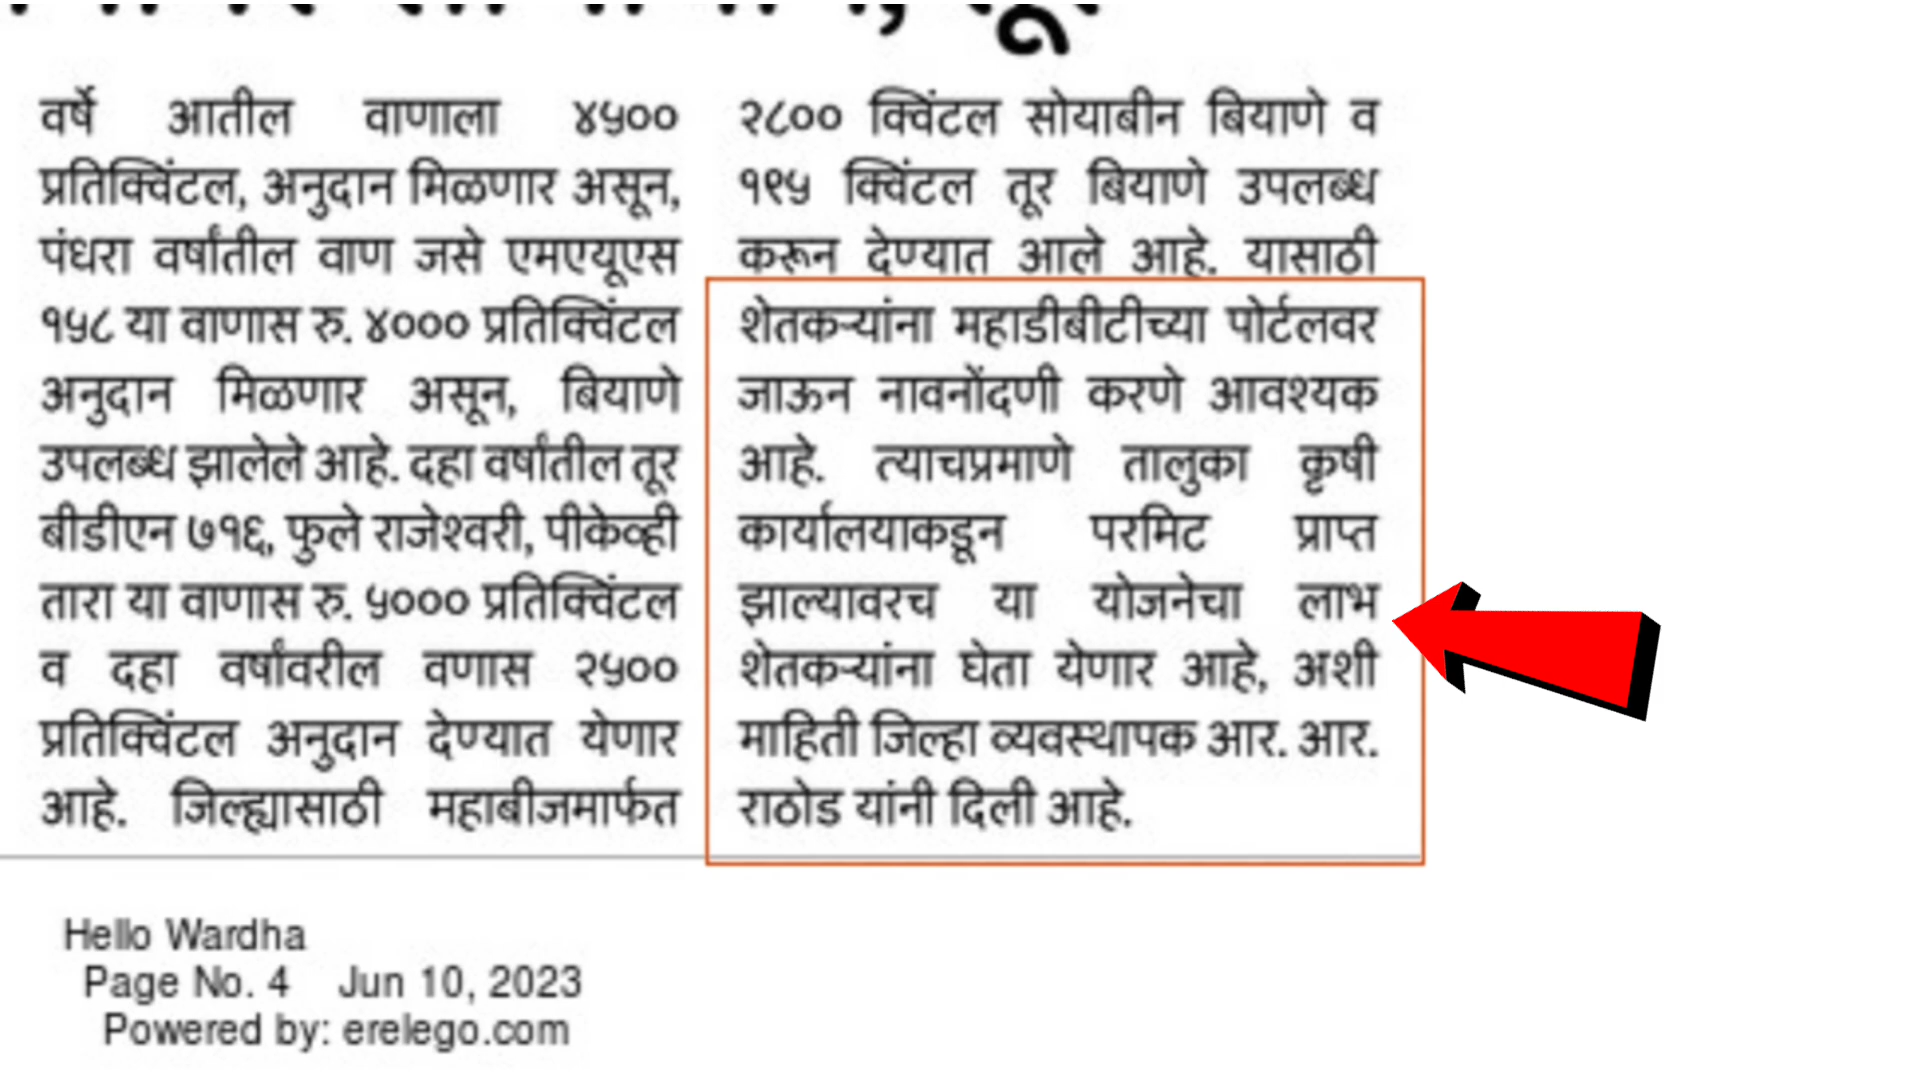 वर्षे आतील वाणाला ४५००
प्रतिक्विंटल, अनुदान मिळणार असून,
पंधरा वर्षांतील वाण जसे एमएयूएस
१५८ या वाणास रु. ४००० प्रतिक्विंटल
अनुदान मिळणार असून, बियाणे
उपलब्ध झालेले आहे. दहा वर्षांतील तूर
बीडीएन ७१६, फुले राजेश्वरी, पीकेव्ही
तारा या वाणास रु. ५००० प्रतिक्विंटल
व दहा वर्षांवरील वणास २५००
प्रतिक्विंटल अनुदान देण्यात येणार
आहे. जिल्ह्यासाठी महाबीजमार्फत
२८०० क्विंटल सोयाबीन बियाणे व
१९५ क्विंटल तूर बियाणे उपलब्ध
करून देण्यात आले आहे. यासाठी
शेतकऱ्यांना महाडीबीटीच्या पोर्टलवर
जाऊन नावनोंदणी करणे आवश्यक
आहे. त्याचप्रमाणे तालुका कृषी
कार्यालयाकडून परमिट प्राप्त
झाल्यावरच या योजनेचा लाभ
शेतकऱ्यांना घेता येणार आहे, अशी
माहिती जिल्हा व्यवस्थापक आर. आर.
राठोड यांनी दिली आहे.
Hello Wardha
Page No. 4 Jun 10, 2023
Powered by: erelego.com